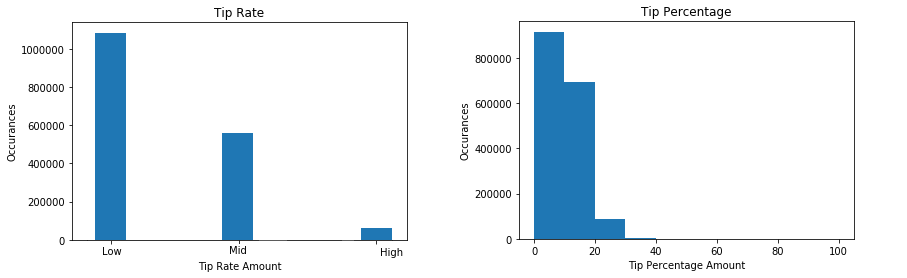 Tip Rate
Occurances
1000000
800000
600000
400000
200000
0
Low
Mid
High
Tip Rate Amount
Tip Percentage
Occurances
800000
600000
400000
200000
0
0
20
40
60
80
100
Tip Percentage Amount